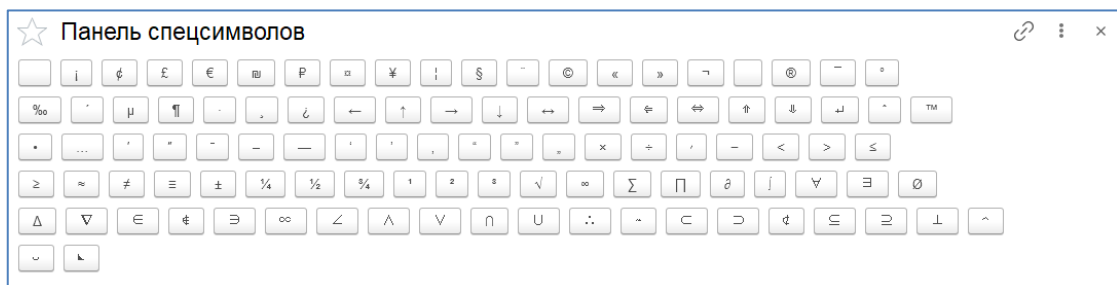 Панель спецсимволов
¡ ¢ £ € ₪ ₽ ¤ ¥ ¦ § ¨ © « » ¬ ® ¯ °
‰ ´ µ ¶ · ¸ ¿ ← ↑ → ↓ ↔ ⇒ ⇐ ⇔ ⇑ ⇓ ↵ ˆ ™
• … ′ ″ ˜ – — ‘ ’ ‚ “ ” „ × ÷ ⁄ − < > ≤
≥ ≈ ≠ ≡ ± ¼ ½ ¾ ¹ ² ³ √ ∞ ∑ ∏ ∂ ∫ ∀ ∃ Ø
Δ ∇ ∈ ∉ ∋ ∝ ∠ ∧ ∨ ∩ ∪ ∴ ∼ ⊂ ⊃ ⊄ ⊆ ⊇ ⊥